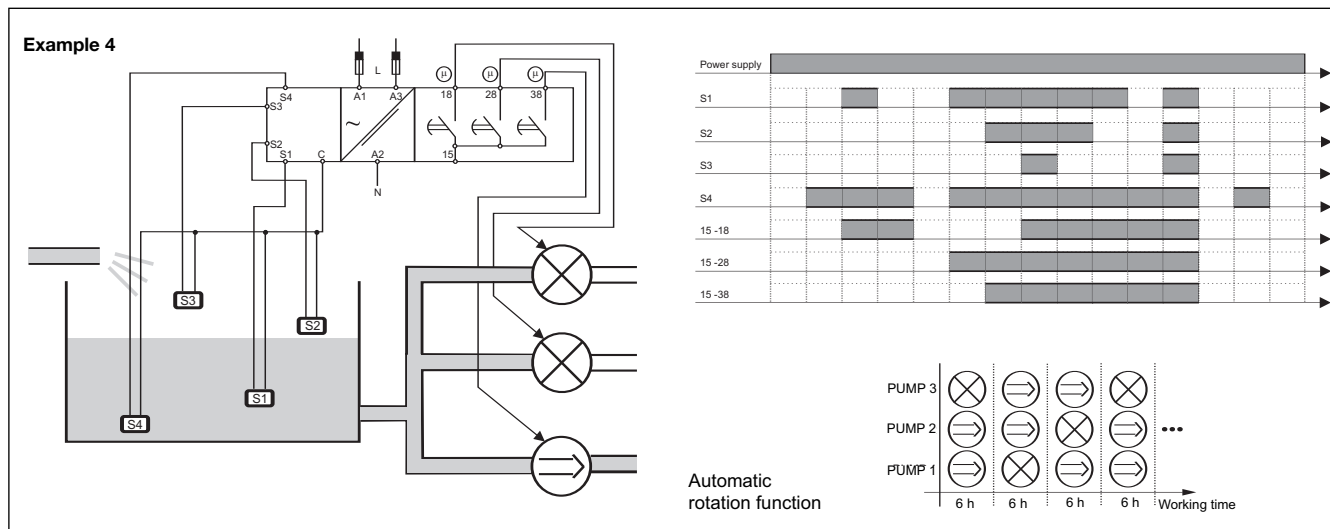 Example 4
L
μ
μ
μ
S4
A1
A3
18
28
38
S3
~
S2
S1
C
A2
15
N
S3
S2
S1
S4
Power supply
S1
S2
S3
S4
15 -18
15 -28
15 -38
PUMP 3
PUMP 2
•••
PUMP 1
Automatic
rotation function
6 h
6 h
6 h
6 h
Working time